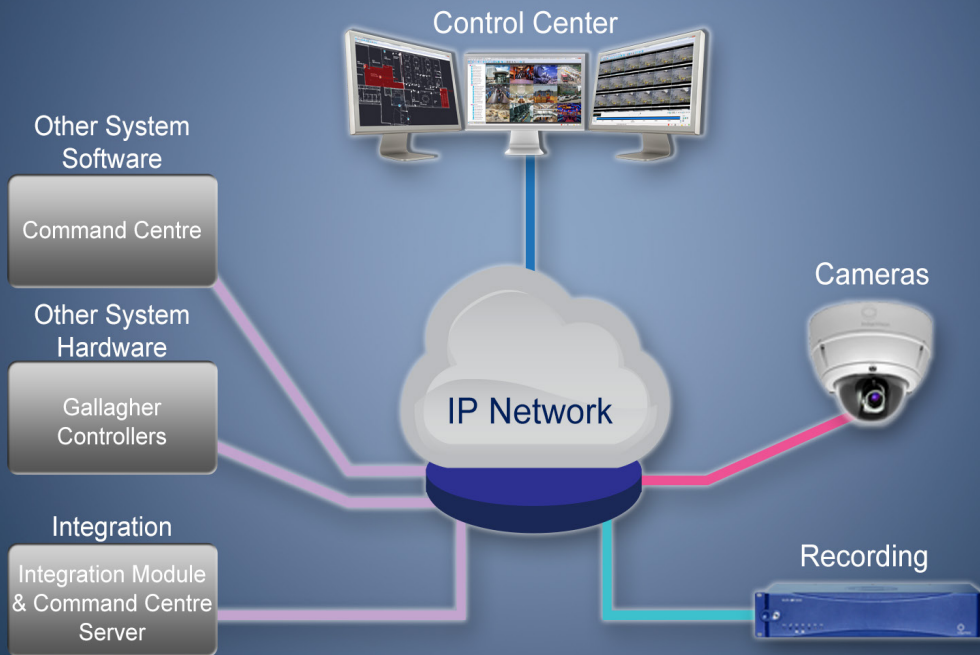 Control Center
Other System
Software
Command Centre
Other System
Hardware
Gallagher
Controllers
Integration
Integration Module
& Command Centre
Server
IP Network
Cameras
Recording